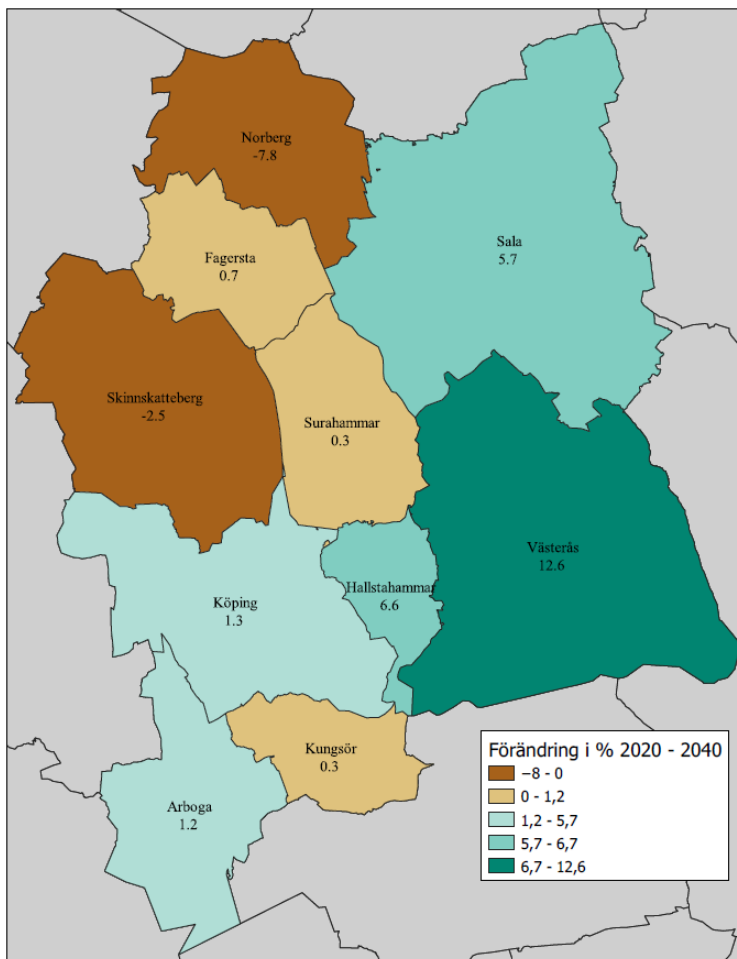 Norberg
-7.8
Sala
5.7
Fagersta
0.7
Skinnskatteberg
-2.5
Surahammar
0.3
Västerås
12.6
Hallstahammar
6.6
Köping
1.3
Kungsör
0.3
Arboga
1.2
Förändring i % 2020 - 2040
−8 - 0
0 - 1,2
1,2 - 5,7
5,7 - 6,7
6,7 - 12,6